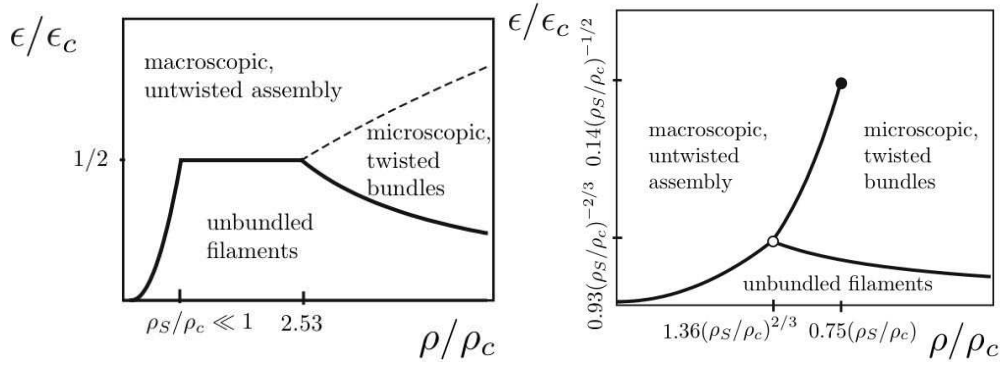 ϵ/ϵ_c
macroscopic,
untwisted assembly
microscopic,
twisted
bundles
1/2
unbundled
filaments
ρ_S/ρ_c ≪ 1
2.53
ρ/ρ_c
ϵ/ϵ_c
0.14(ρ_S/ρ_c)^{-1/2}
0.93(ρ_S/ρ_c)^{-2/3}
macroscopic,
untwisted
assembly
microscopic,
twisted
bundles
unbundled filaments
1.36(ρ_S/ρ_c)^{2/3}
0.75(ρ_S/ρ_c)
ρ/ρ_c